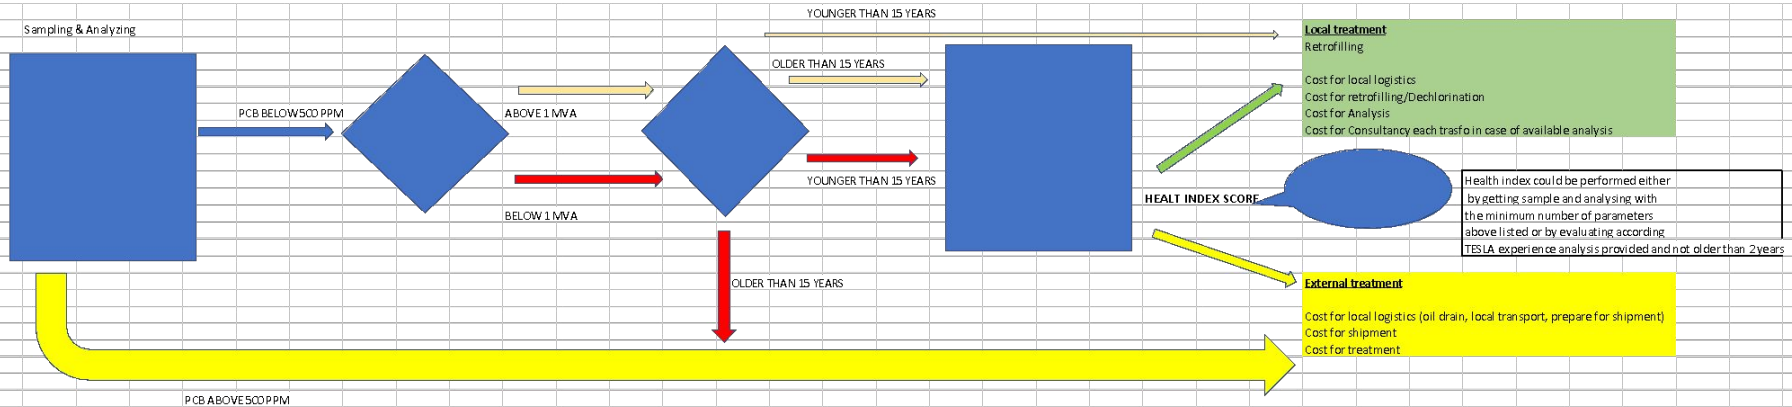 YOUNGER THAN 15 YEARS
Sampling & Analyzing
OLDER THAN 15 YEARS
PCB BELOW 500 PPM
ABOVE 1 MVA
YOUNGER THAN 15 YEARS
BELOW 1 MVA
OLDER THAN 15 YEARS
PCB ABOVE 500 PPM
Local treatment
Retrofilling
Cost for local logistics
Cost for retrofilling/Dechlorination
Cost for Analysis
Cost for Consultancy each trasfo in case of available analysis
HEALT INDEX SCORE
Health index could be performed either
by getting sample and analysing with
the minimum number of parameters
above listed or by evaluating according
TESLA experience analysis provided and not older than 2 years
External treatment
Cost for local logistics (oil drain, local transport, prepare for shipment)
Cost for shipment
Cost for treatment